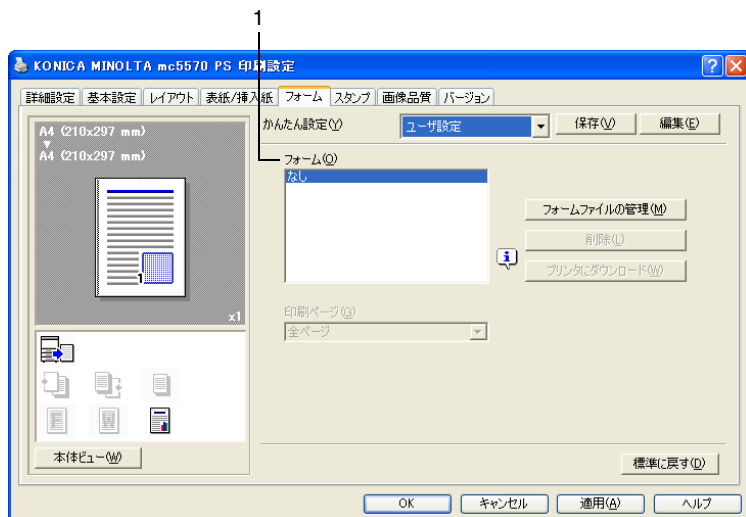 1
KONICA MINOLTA mc5570 PS 印刷設定
詳細設定 基本設定 レイアウト 表紙/挿入紙 フォーム スタンプ 画像品質 バージョン
A4 (210x297 mm)
A4 (210x297 mm)
1
x1
本体ビュー(W)
かんたん設定(Y) ユーザ設定 保存(V) 編集(E)
フォーム(O)
なし
フォームファイルの管理(M)
削除(L)
プリンタにダウンロード(W)
印刷ページ(G)
全ページ
標準に戻す(D)
OK キャンセル 適用(A) ヘルプ